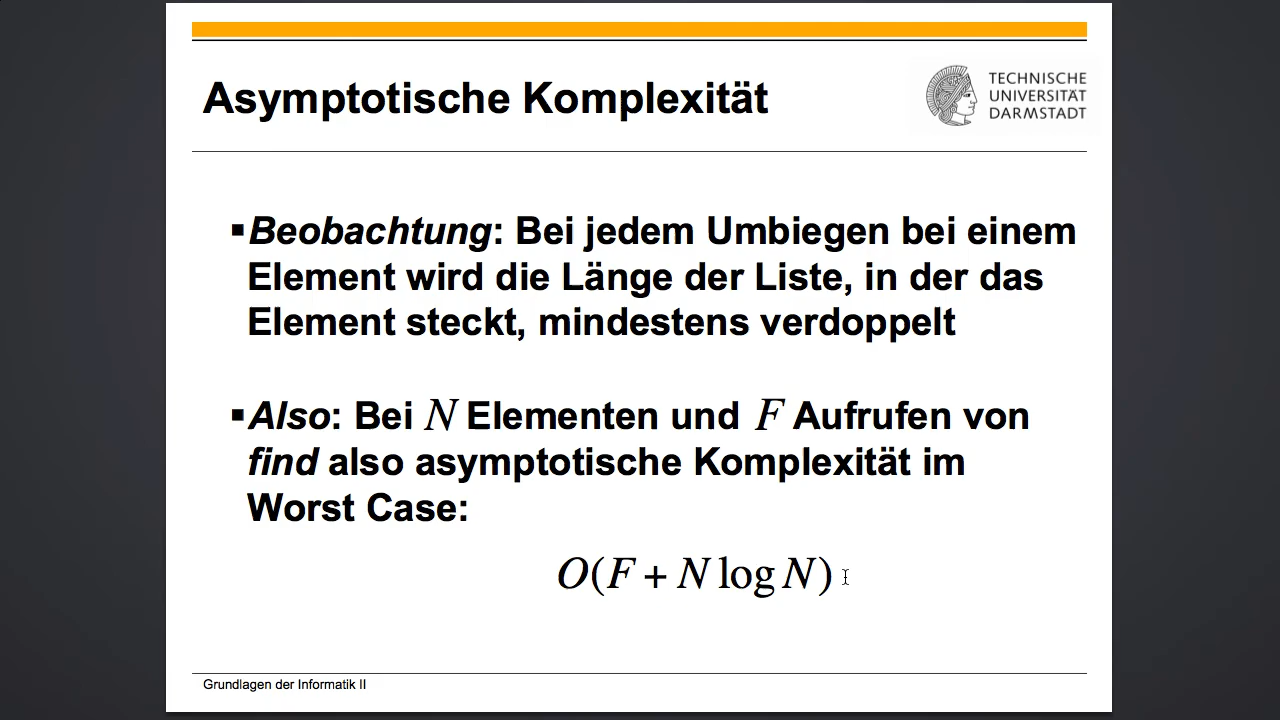 Asymptotische Komplexität
TECHNISCHE
UNIVERSITÄT
DARMSTADT
▪Beobachtung: Bei jedem Umbiegen bei einem
Element wird die Länge der Liste, in der das
Element steckt, mindestens verdoppelt
▪Also: Bei N Elementen und F Aufrufen von
find also asymptotische Komplexität im
Worst Case:
O(F + N log N)
Grundlagen der Informatik II